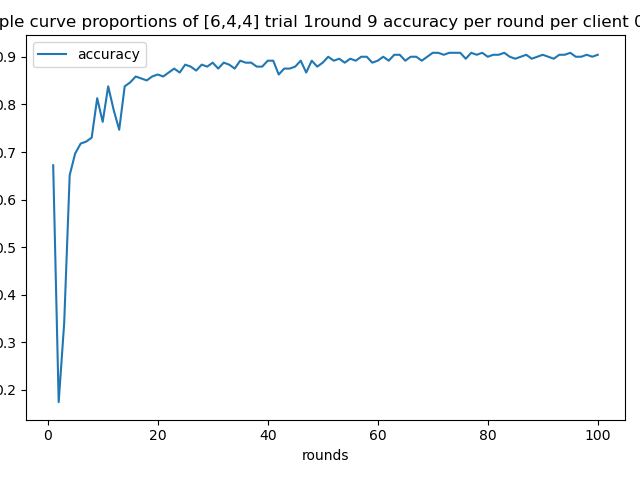 ple curve proportions of [6,4,4] trial 1round 9 accuracy per round per client 0
accuracy
0.9
0.8
0.7
0.6
0.5
0.4
0.3
0.2
0 20 40 60 80 100
rounds